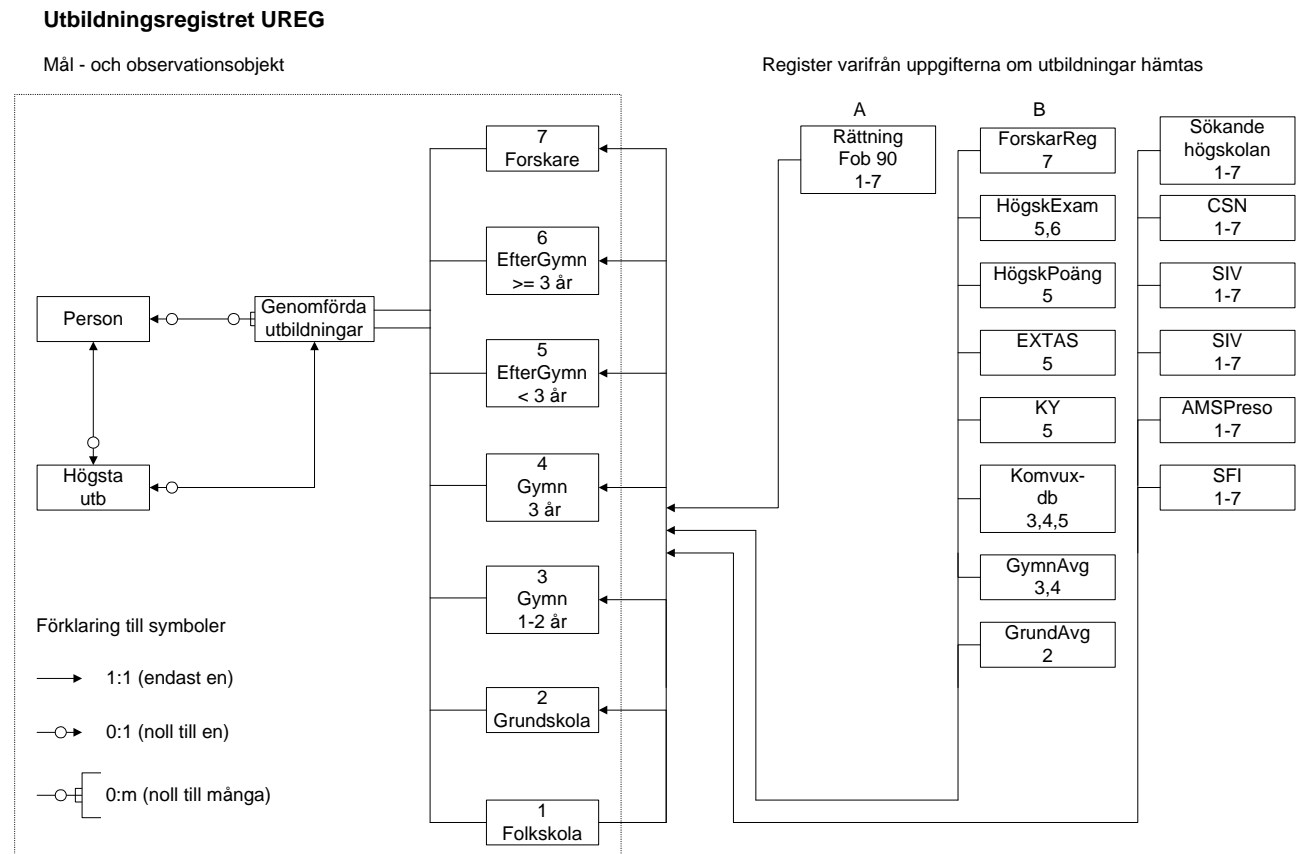 Utbildningsregistret UREG
Mål - och observationsobjekt
Register varifrån uppgifterna om utbildningar hämtas
7
Forskare
6
EfterGymn
>= 3 år
Person
Genomförda
utbildningar
5
EfterGymn
< 3 år
Högsta
utb
4
Gymn
3 år
3
Gymn
1-2 år
2
Grundskola
1
Folkskola
Förklaring till symboler
1:1 (endast en)
0:1 (noll till en)
0:m (noll till många)
A
Rättning
Fob 90
1-7
B
ForskarReg
7
HögskExam
5,6
HögskPoäng
5
EXTAS
5
KY
5
Komvux-
db
3,4,5
GymnAvg
3,4
GrundAvg
2
Sökande
högskolan
1-7
CSN
1-7
SIV
1-7
SIV
1-7
AMSPreso
1-7
SFI
1-7